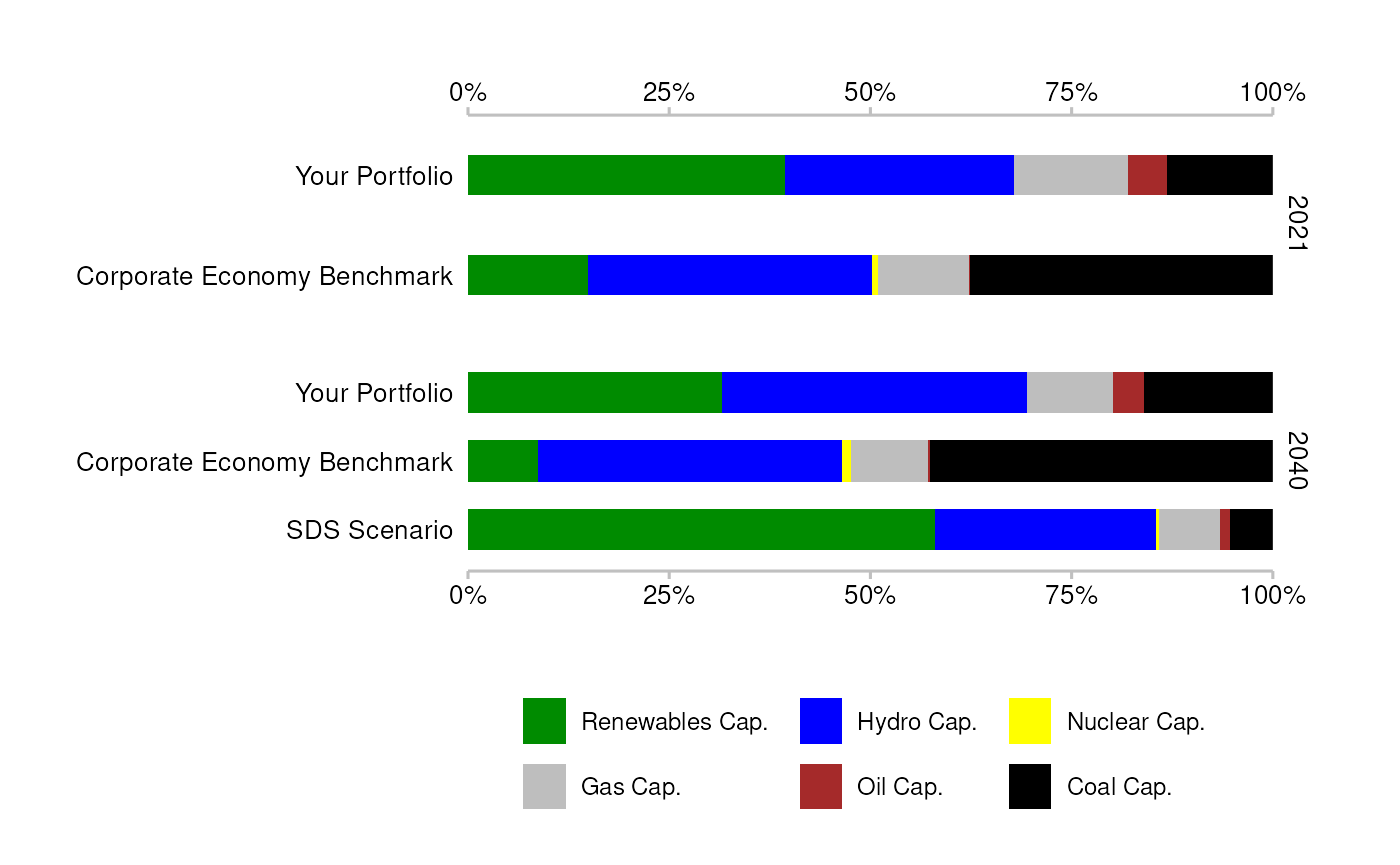 0% 25% 50% 75% 100%
Your Portfolio
Corporate Economy Benchmark
2021
Your Portfolio
Corporate Economy Benchmark
SDS Scenario
2040
0% 25% 50% 75% 100%
Renewables Cap. Hydro Cap. Nuclear Cap.
Gas Cap. Oil Cap. Coal Cap.